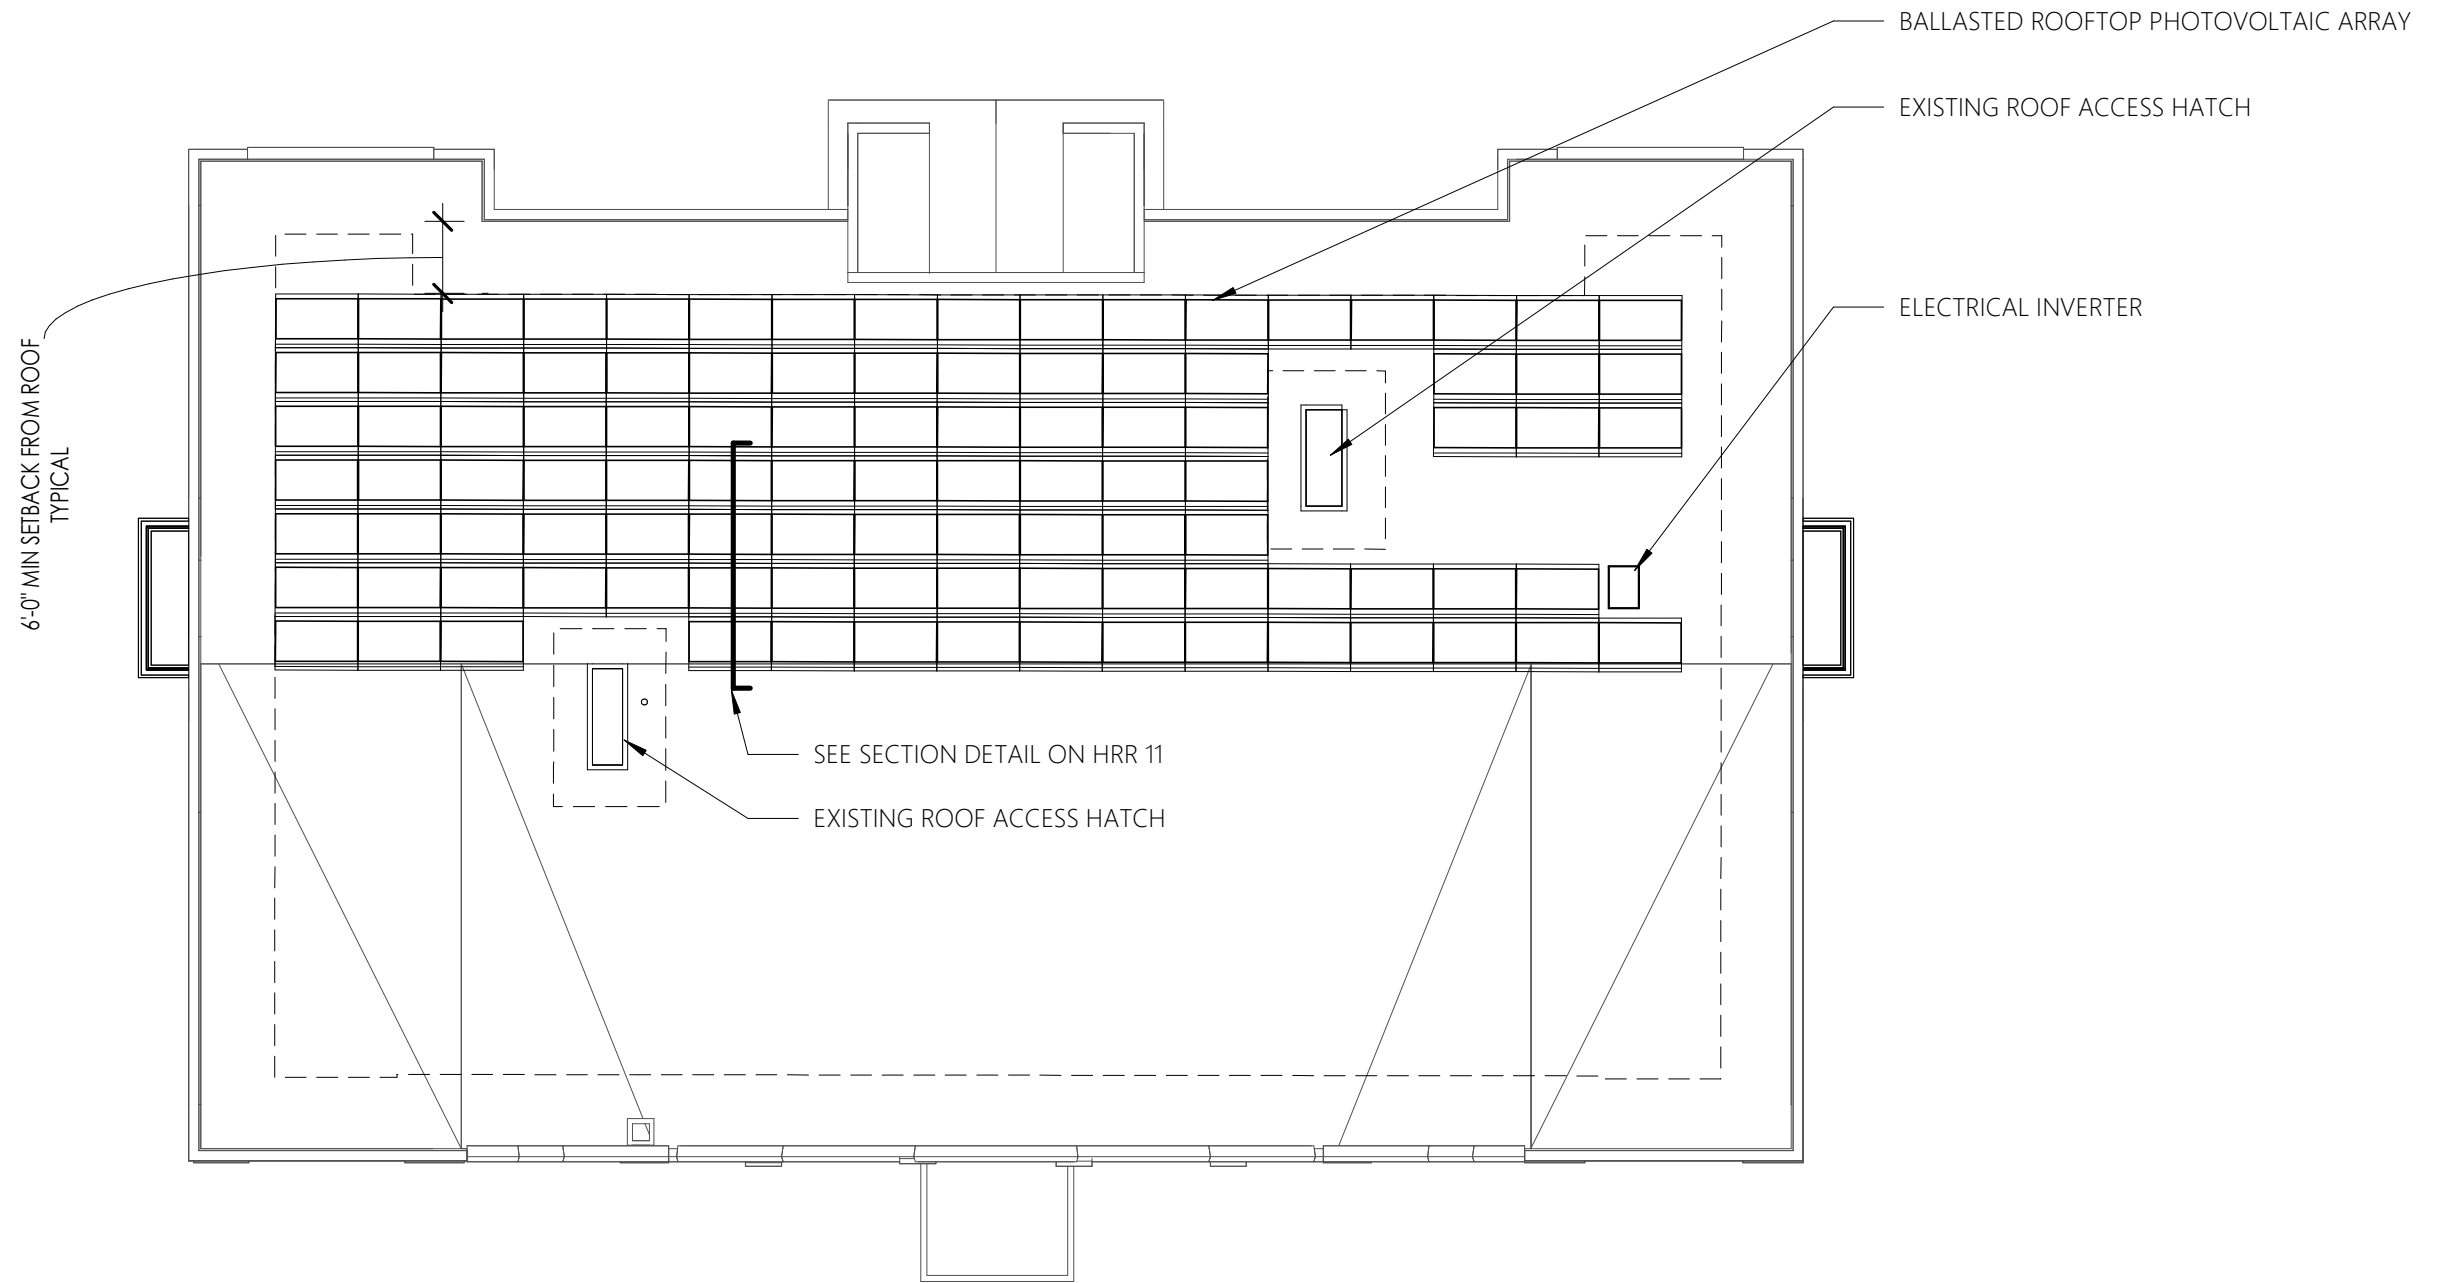 BALLASTED ROOFTOP PHOTOVOLTAIC ARRAY
EXISTING ROOF ACCESS HATCH
ELECTRICAL INVERTER
6'-0" MIN SETBACK FROM ROOF
TYPICAL
SEE SECTION DETAIL ON HRR 11
EXISTING ROOF ACCESS HATCH